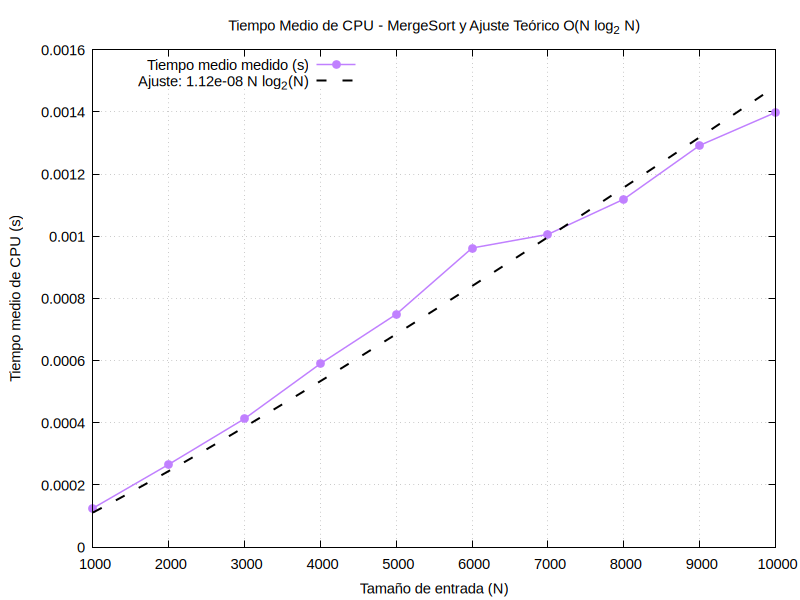 Tiempo Medio de CPU - MergeSort y Ajuste Teórico O(N log₂ N)
Tiempo medio medido (s)
Ajuste: 1.12e-08 N log₂(N)
Tiempo medio de CPU (s)
0.0016
0.0014
0.0012
0.001
0.0008
0.0006
0.0004
0.0002
0
1000 2000 3000 4000 5000 6000 7000 8000 9000 10000
Tamaño de entrada (N)